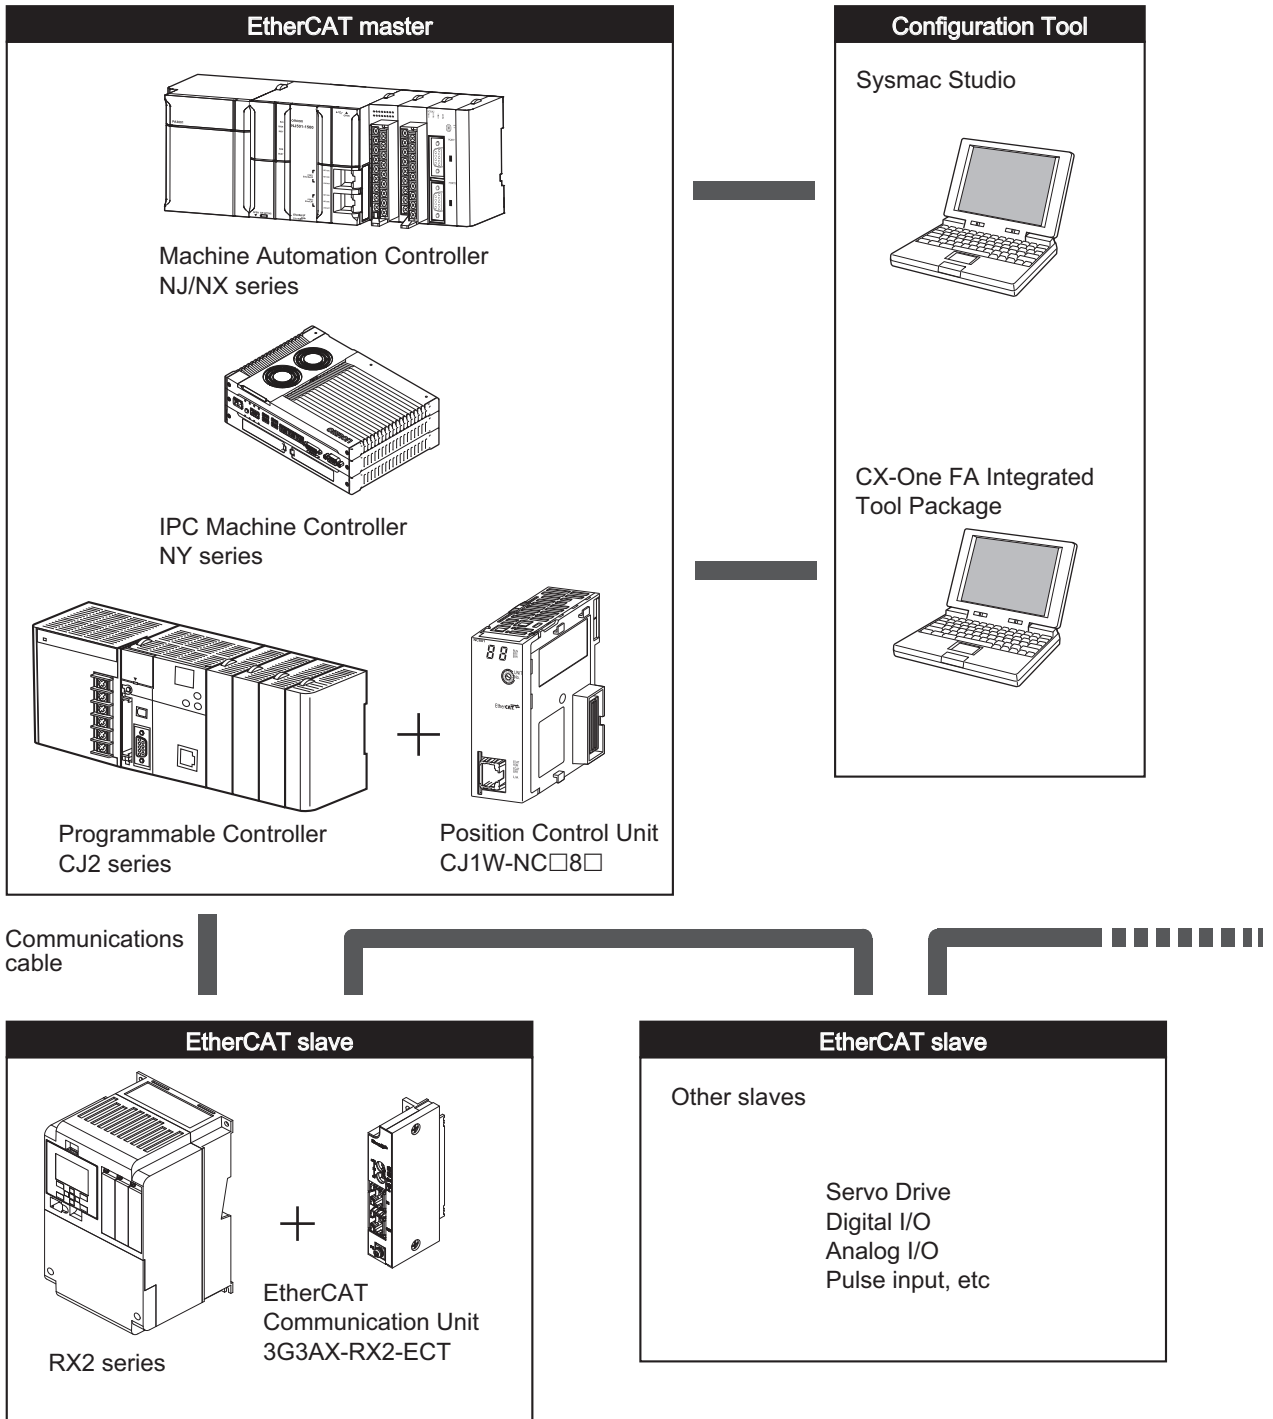 EtherCAT master
Machine Automation Controller
NJ/NX series
IPC Machine Controller
NY series
Programmable Controller
CJ2 series
Position Control Unit
CJ1W-NC□8□
Configuration Tool
Sysmac Studio
CX-One FA Integrated
Tool Package
Communications
cable
EtherCAT slave
RX2 series
EtherCAT
Communication Unit
3G3AX-RX2-ECT
EtherCAT slave
Other slaves
Servo Drive
Digital I/O
Analog I/O
Pulse input, etc